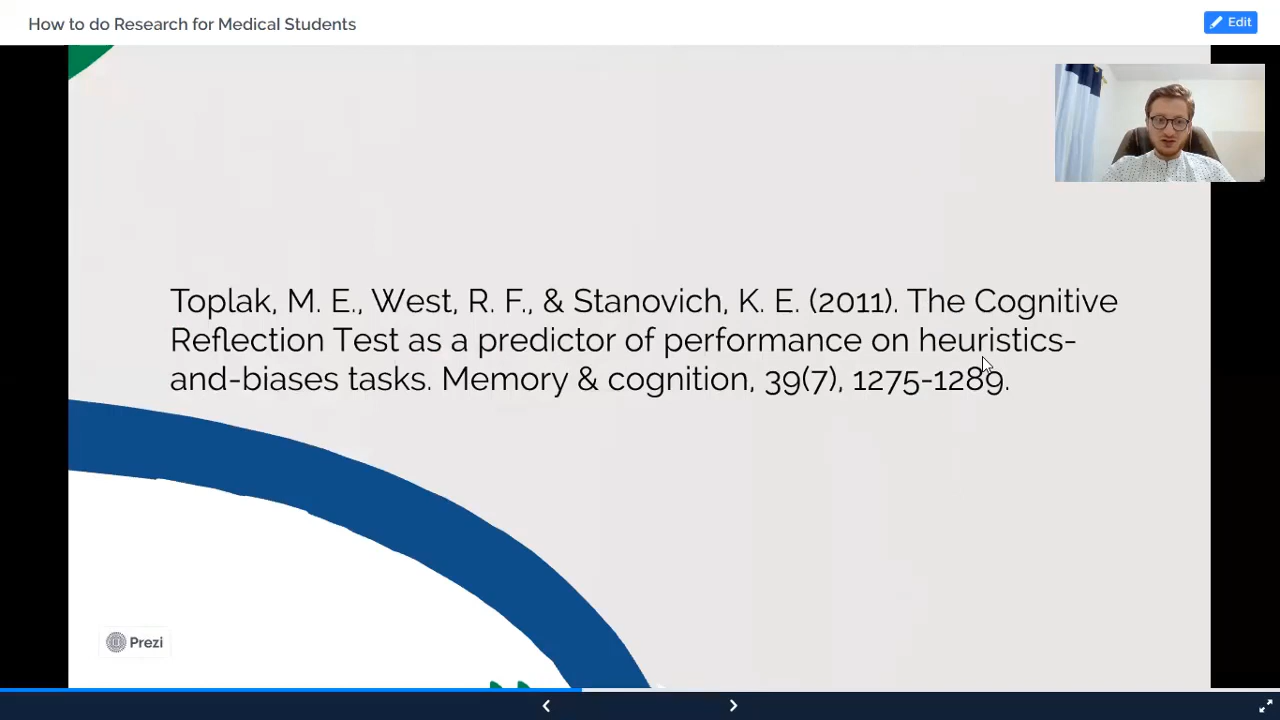 How to do Research for Medical Students
Edit
Toplak, M. E., West, R. F., & Stanovich, K. E. (2011). The Cognitive
Reflection Test as a predictor of performance on heuristics-
and-biases tasks. Memory & cognition, 39(7), 1275-1289.
Prezi